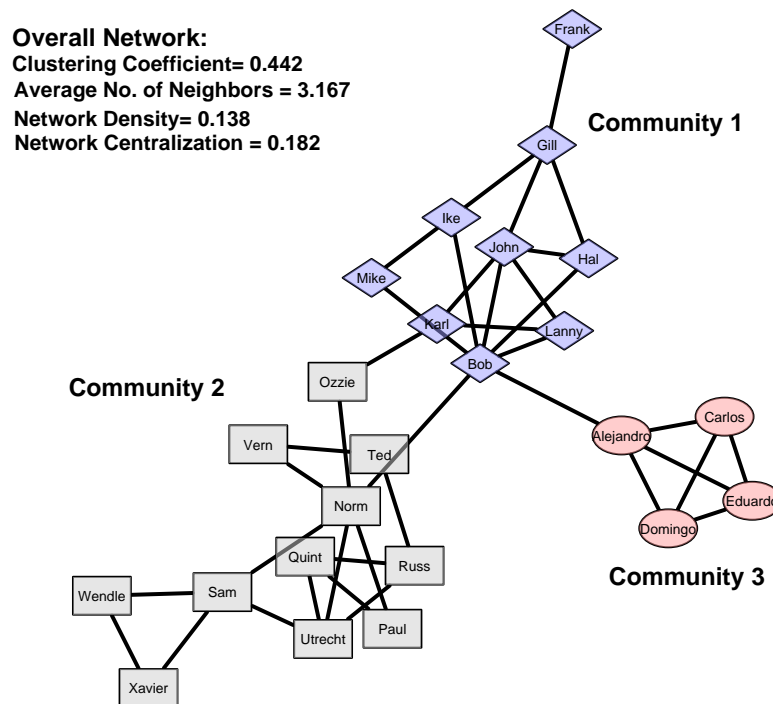 Overall Network:
Clustering Coefficient= 0.442
Average No. of Neighbors = 3.167
Network Density= 0.138
Network Centralization = 0.182
Frank
Community 1
Gill
Ike
John
Hal
Mike
Karl
Lanny
Bob
Community 2
Ozzie
Carlos
Alejandro
Vern
Ted
Eduardo
Norm
Domingo
Quint
Russ
Community 3
Wendle
Sam
Paul
Utrecht
Xavier